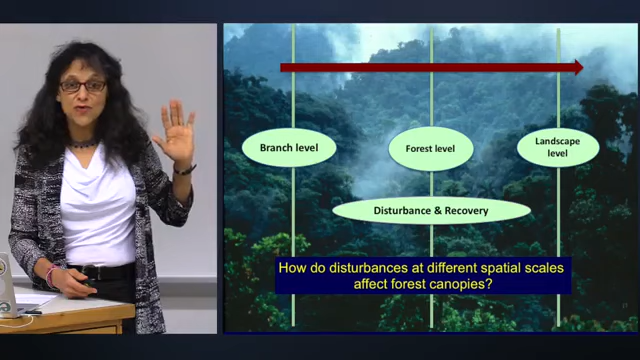 Branch level
Forest level
Landscape
level
Disturbance & Recovery
How do disturbances at different spatial scales
affect forest canopies?